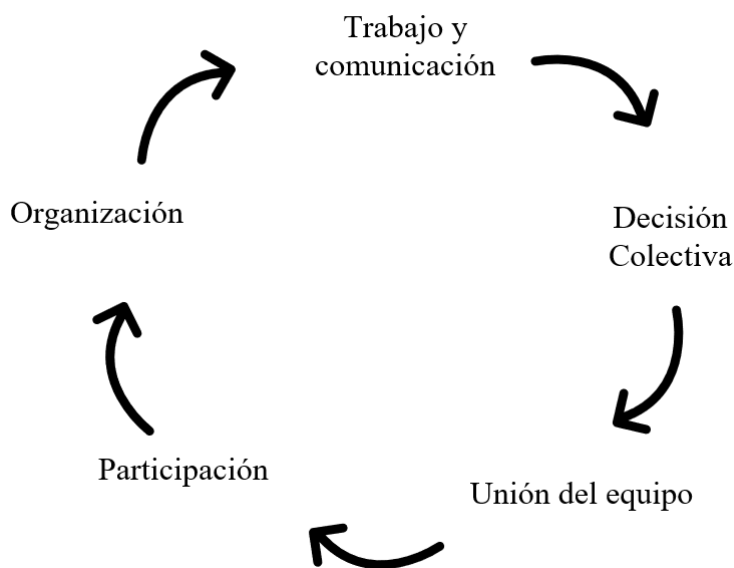 Trabajo y
comunicación
Organización
Decisión
Colectiva
Participación
Unión del equipo